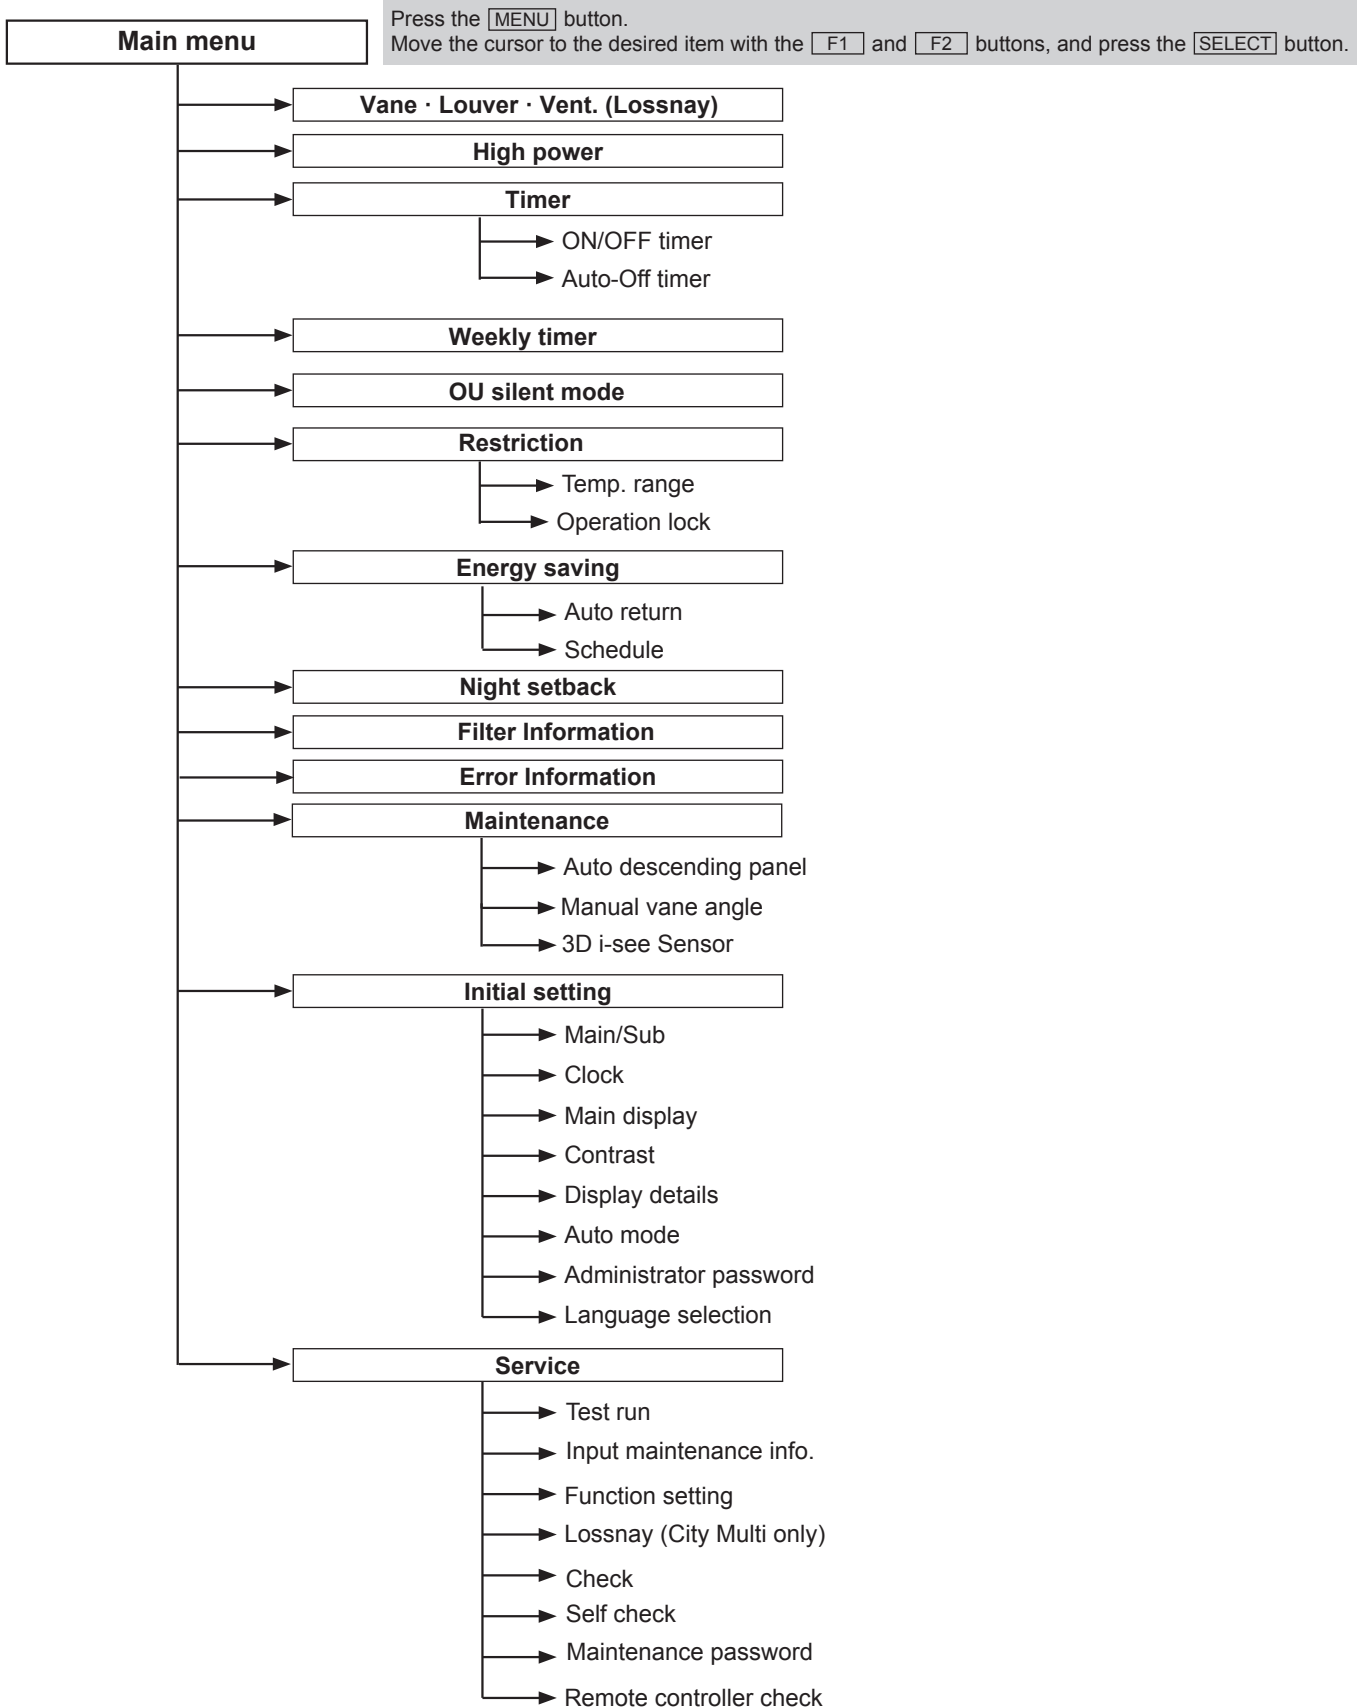 Main menu
Press the MENU button.
Move the cursor to the desired item with the F1 and F2 buttons, and press the SELECT button.
Vane · Louver · Vent. (Lossnay)
High power
Timer
ON/OFF timer
Auto-Off timer
Weekly timer
OU silent mode
Restriction
Temp. range
Operation lock
Energy saving
Auto return
Schedule
Night setback
Filter Information
Error Information
Maintenance
Auto descending panel
Manual vane angle
3D i-see Sensor
Initial setting
Main/Sub
Clock
Main display
Contrast
Display details
Auto mode
Administrator password
Language selection
Service
Test run
Input maintenance info.
Function setting
Lossnay (City Multi only)
Check
Self check
Maintenance password
Remote controller check